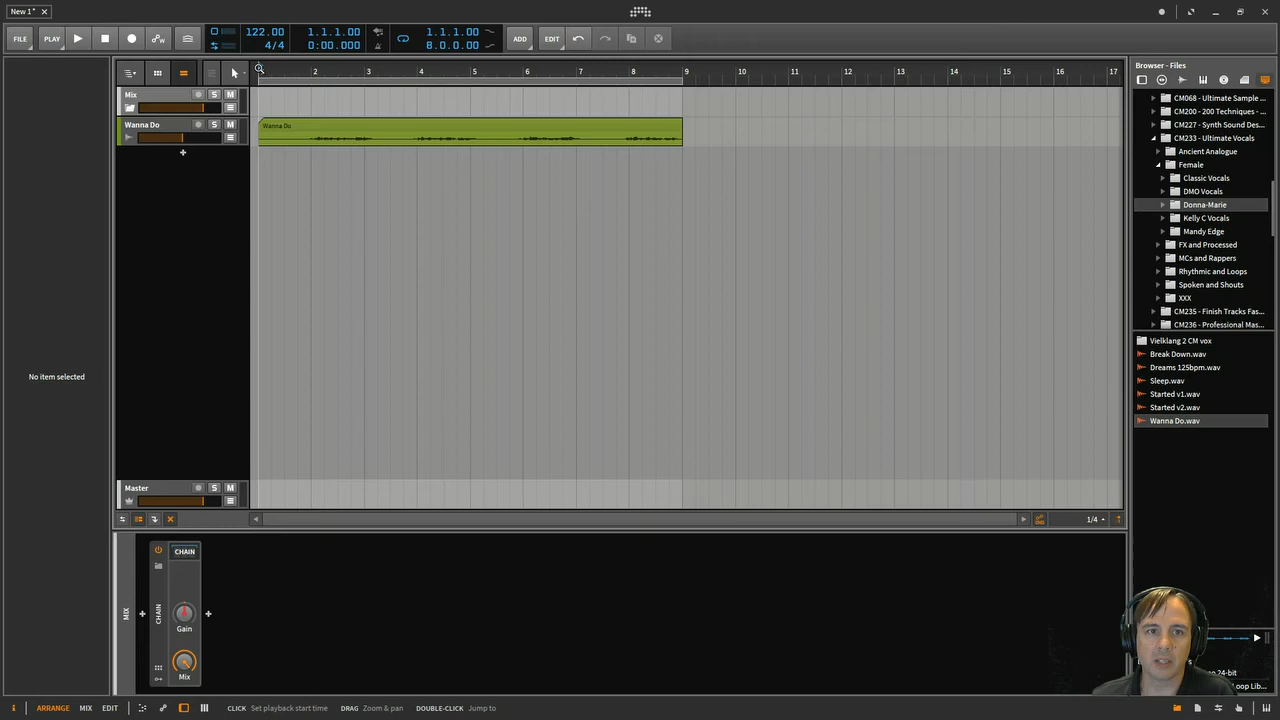 New 1*
FILE
PLAY
122.00
4/4
1.1.1.00
0:00.000
1.1.1.00
8.0.0.00
ADD
EDIT
2 3 4 5 6 7 8 9 10 11 12 13 14 15 16 17
Mix
S M
Wanna Do
S M
Wanna Do
Master
S M
1/4
No item selected
Browser - Files
CM068 - Ultimate Sample ...
CM200 - 200 Techniques - ...
CM227 - Synth Sound Des...
CM233 - Ultimate Vocals
Ancient Analogue
Female
Classic Vocals
DMO Vocals
Donna-Marie
Kelly C Vocals
Mandy Edge
FX and Processed
MCs and Rappers
Rhythmic and Loops
Spoken and Shouts
XXX
CM235 - Finish Tracks Fas...
CM236 - Professional Mas...
Vielklang 2 CM vox
Break Down.wav
Dreams 125bpm.wav
Sleep.wav
Started v1.wav
Started v2.wav
Wanna Do.wav
24-bit
Loop Lib...
MIX
CHAIN
CHAIN
Gain
Mix
ARRANGE
MIX
EDIT
CLICK Set playback start time
DRAG Zoom & pan
DOUBLE-CLICK Jump to